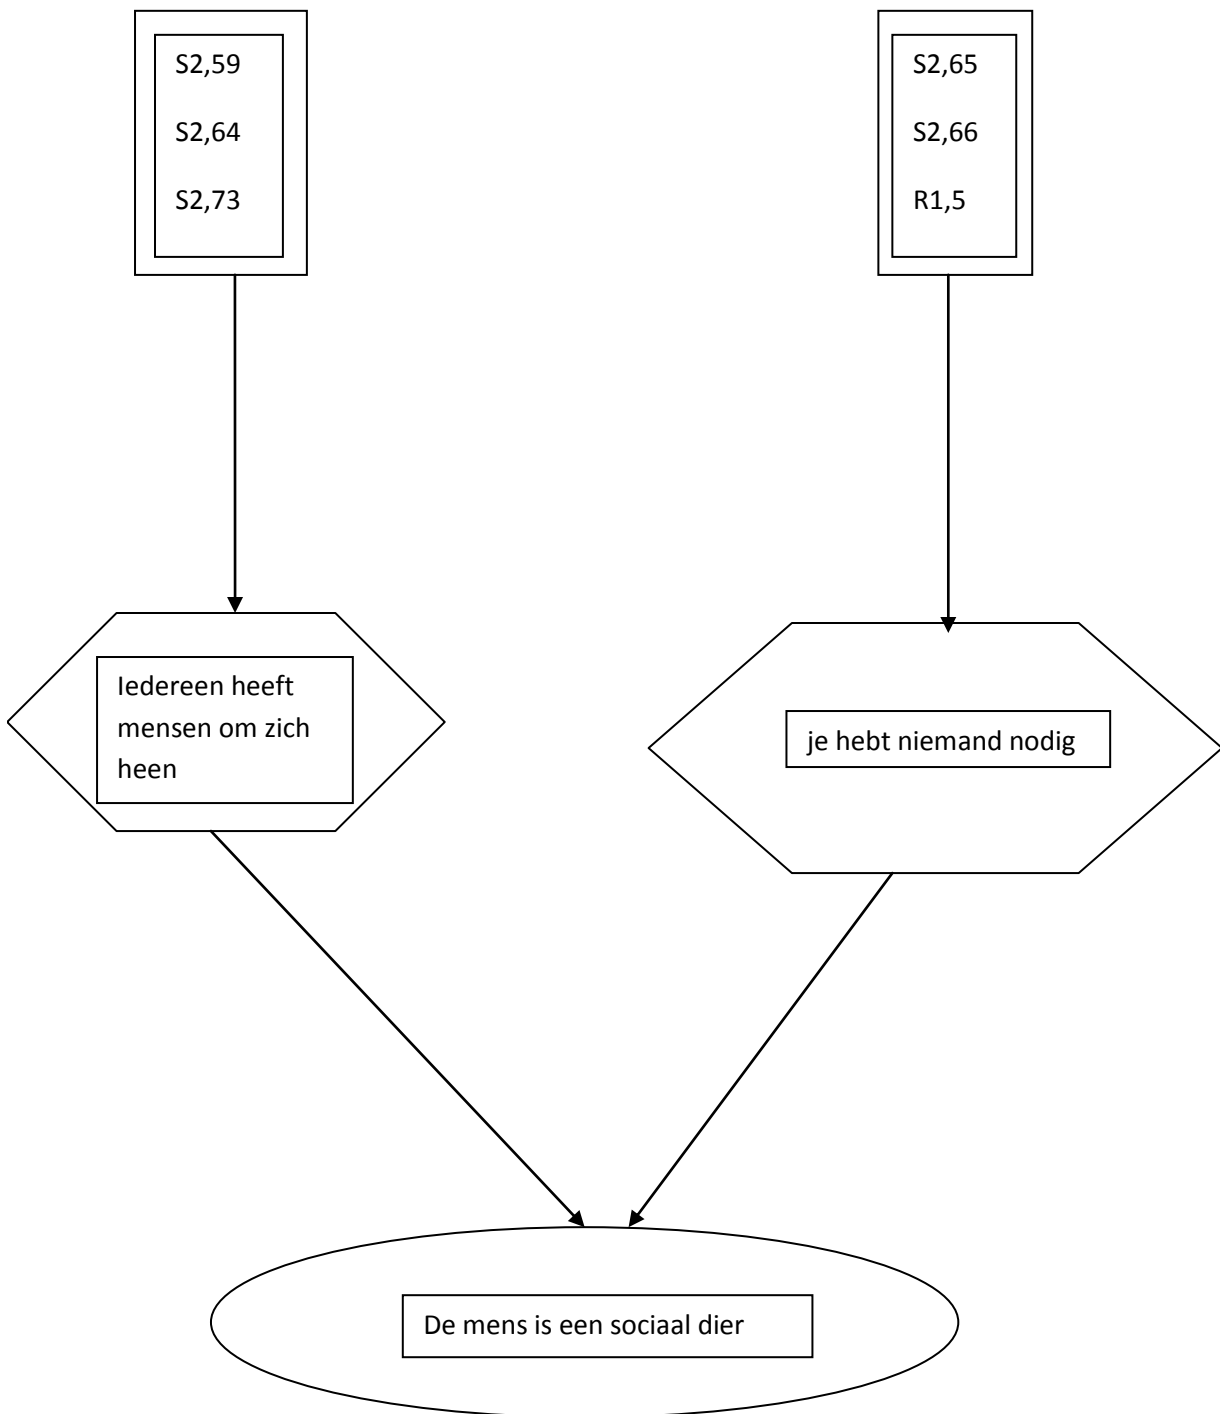 S2,59
S2,64
S2,73
S2,65
S2,66
R1,5
Iedereen heeft
mensen om zich
heen
je hebt niemand nodig
De mens is een sociaal dier